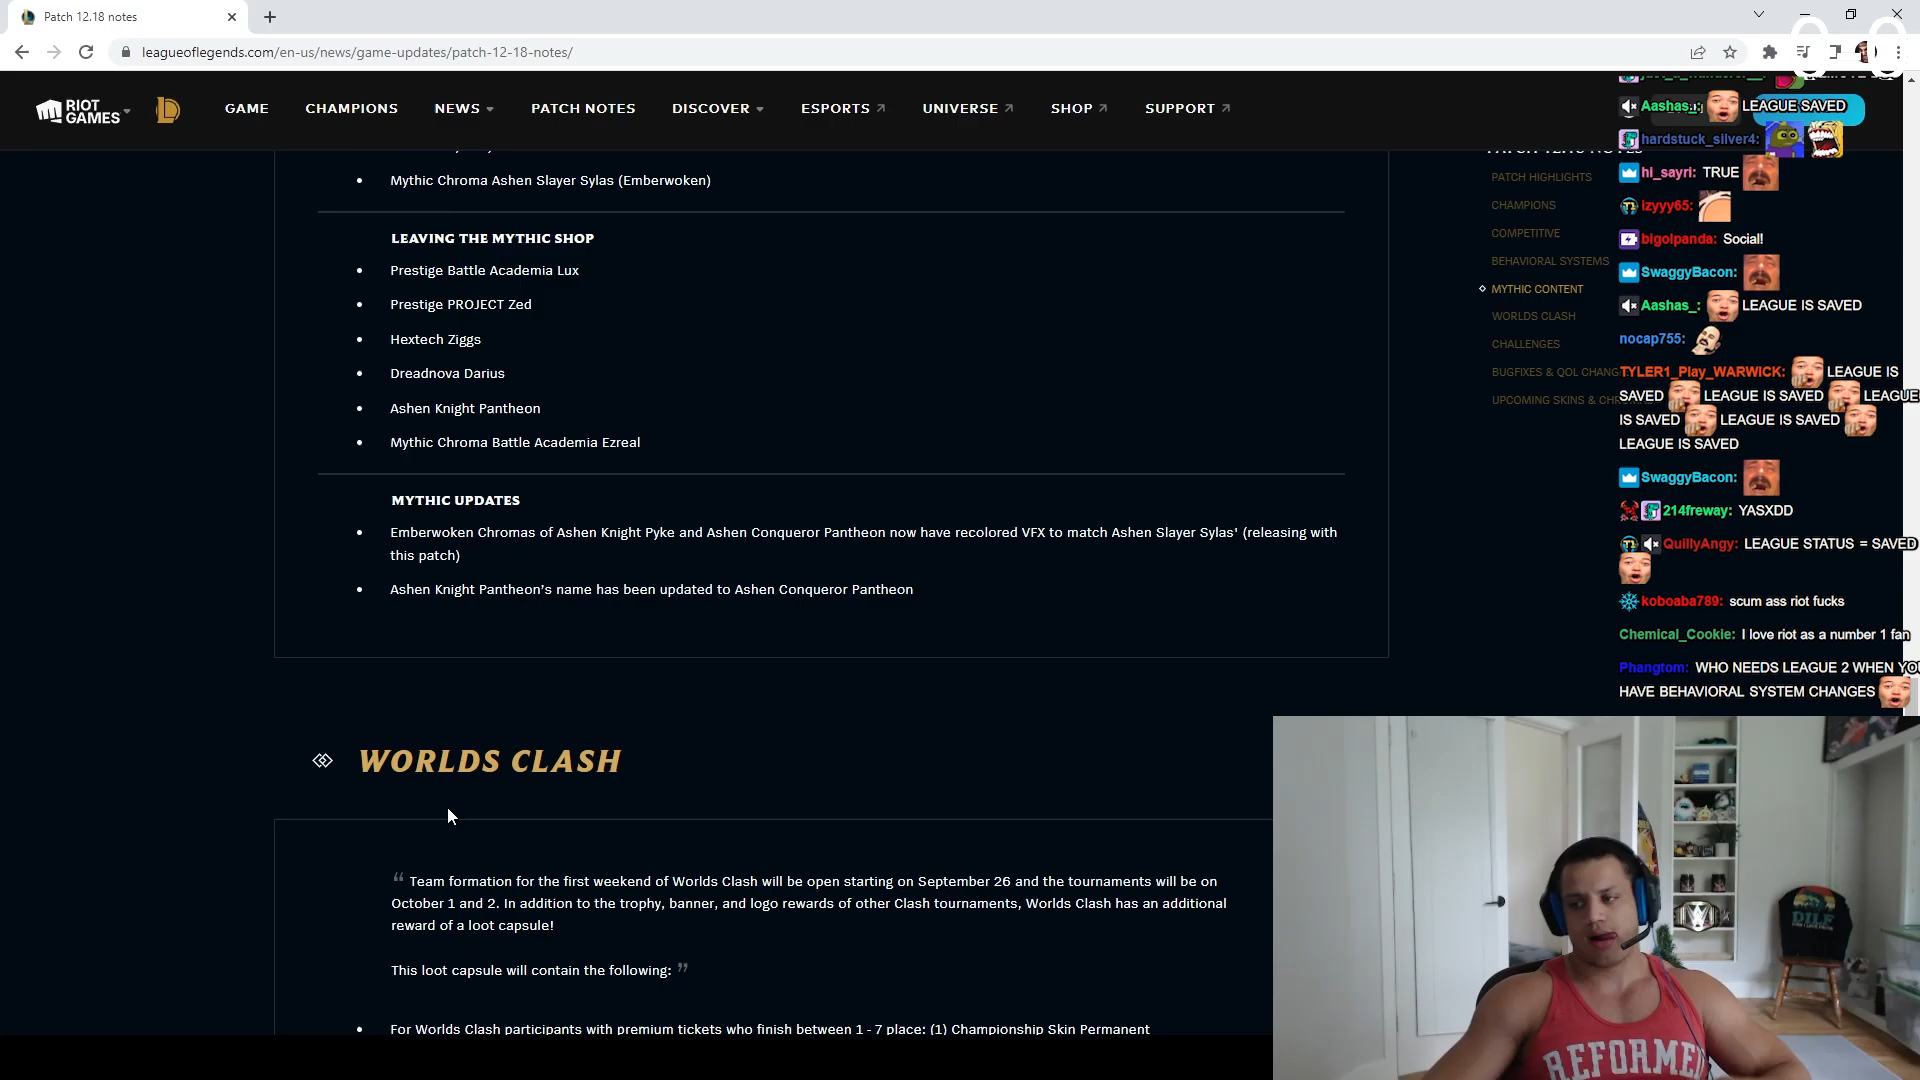 Patch 12.18 notes
leagueoflegends.com/en-us/news/game-updates/patch-12-18-notes/
RIOT
GAMES
GAME
CHAMPIONS
NEWS
PATCH NOTES
DISCOVER
ESPORTS
UNIVERSE
SHOP
SUPPORT
Mythic Chroma Ashen Slayer Sylas (Emberwoken)
LEAVING THE MYTHIC SHOP
Prestige Battle Academia Lux
Prestige PROJECT Zed
Hextech Ziggs
Dreadnova Darius
Ashen Knight Pantheon
Mythic Chroma Battle Academia Ezreal
MYTHIC UPDATES
Emberwoken Chromas of Ashen Knight Pyke and Ashen Conqueror Pantheon now have recolored VFX to match Ashen Slayer Sylas' (releasing with
this patch)
Ashen Knight Pantheon's name has been updated to Ashen Conqueror Pantheon
WORLDS CLASH
“ Team formation for the first weekend of Worlds Clash will be open starting on September 26 and the tournaments will be on
October 1 and 2. In addition to the trophy, banner, and logo rewards of other Clash tournaments, Worlds Clash has an additional
reward of a loot capsule!
This loot capsule will contain the following: ”
For Worlds Clash participants with premium tickets who finish between 1 - 7 place: (1) Championship Skin Permanent
PATCH HIGHLIGHTS
CHAMPIONS
COMPETITIVE
BEHAVIORAL SYSTEMS
MYTHIC CONTENT
WORLDS CLASH
CHALLENGES
BUGFIXES & QOL CHANG
UPCOMING SKINS & CHR
Aashas_: LEAGUE SAVED
hardstuck_silver4:
hi_sayri: TRUE
izyyy65:
bigolpanda: Social!
SwaggyBacon:
Aashas_: LEAGUE IS SAVED
nocap755:
TYLER1_Play_WARWICK: LEAGUE IS
SAVED LEAGUE IS SAVED LEAGUE
IS SAVED LEAGUE IS SAVED
LEAGUE IS SAVED
SwaggyBacon:
214freway: YASXDD
QuillyAngy: LEAGUE STATUS = SAVED
koboaba789: scum ass riot fucks
Chemical_Cookie: I love riot as a number 1 fan
Phangtom: WHO NEEDS LEAGUE 2 WHEN YOU
HAVE BEHAVIORAL SYSTEM CHANGES
DILF
REFORME